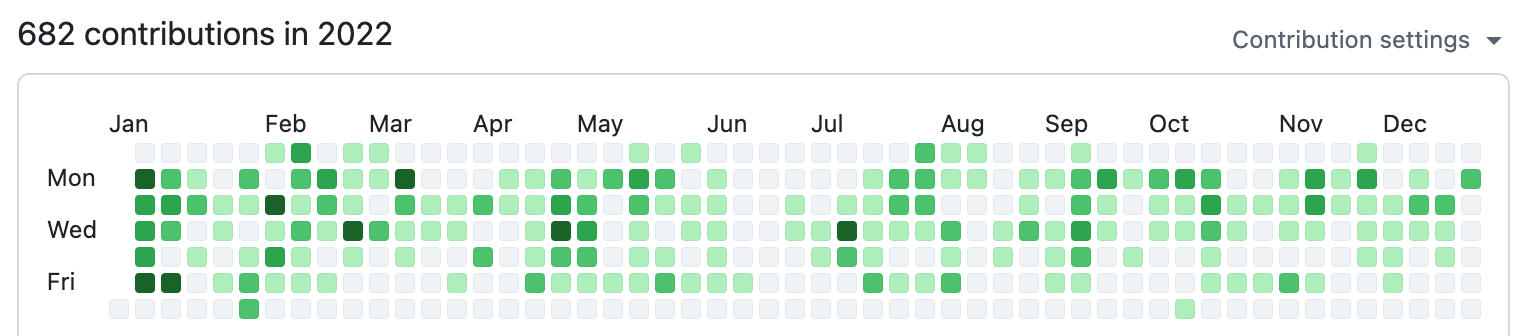 682 contributions in 2022
Contribution settings
Jan Feb Mar Apr May Jun Jul Aug Sep Oct Nov Dec
Mon
Wed
Fri